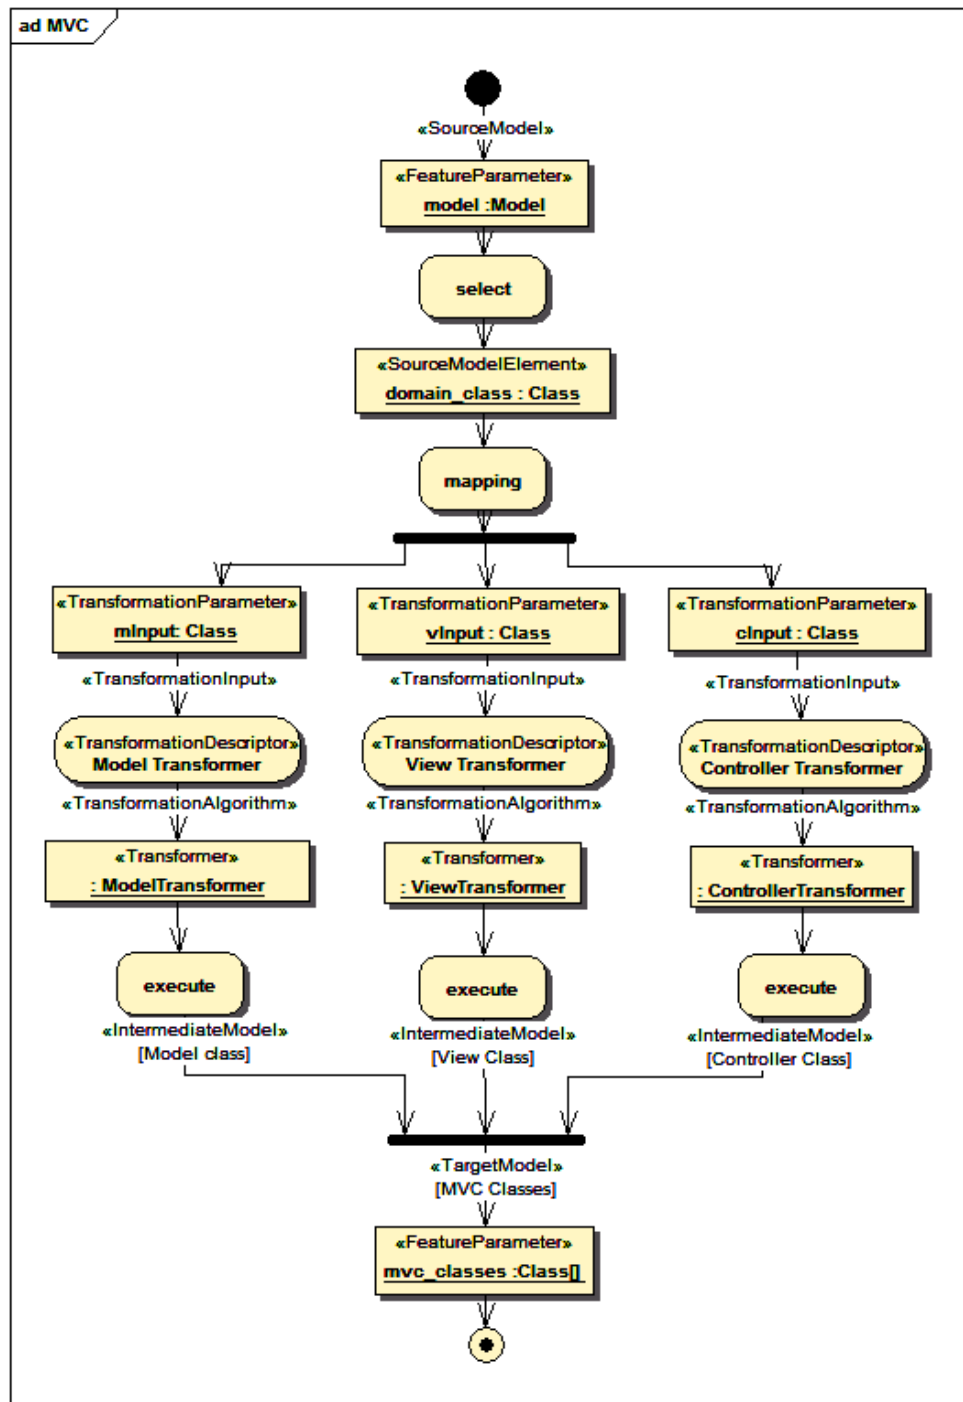 ad MVC
«SourceModel»
«FeatureParameter»
model :Model
select
«SourceModelElement»
domain_class : Class
mapping
«TransformationParameter»
mInput: Class
«TransformationParameter»
vInput : Class
«TransformationParameter»
cInput : Class
«TransformationInput»
«TransformationInput»
«TransformationInput»
«TransformationDescriptor»
Model Transformer
«TransformationDescriptor»
View Transformer
«TransformationDescriptor»
Controller Transformer
«TransformationAlgorithm»
«TransformationAlgorithm»
«TransformationAlgorithm»
«Transformer»
: ModelTransformer
«Transformer»
: ViewTransformer
«Transformer»
: ControllerTransformer
execute
execute
execute
«IntermediateModel»
[Model class]
«IntermediateModel»
[View Class]
«IntermediateModel»
[Controller Class]
«TargetModel»
[MVC Classes]
«FeatureParameter»
mvc_classes :Class[]